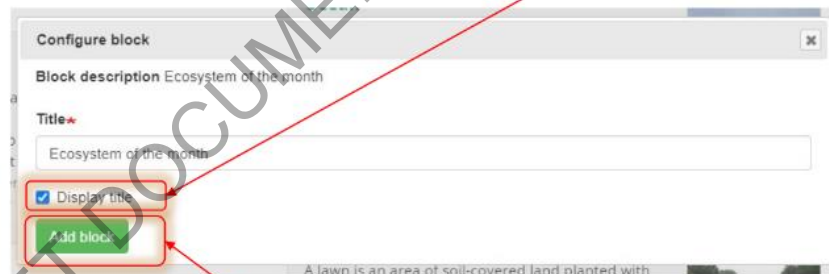 Configure block
Block description Ecosystem of the month
Title*
Ecosystem of the month
Display title
Add block
A lawn is an area of soil-covered land planted with
DOCUME